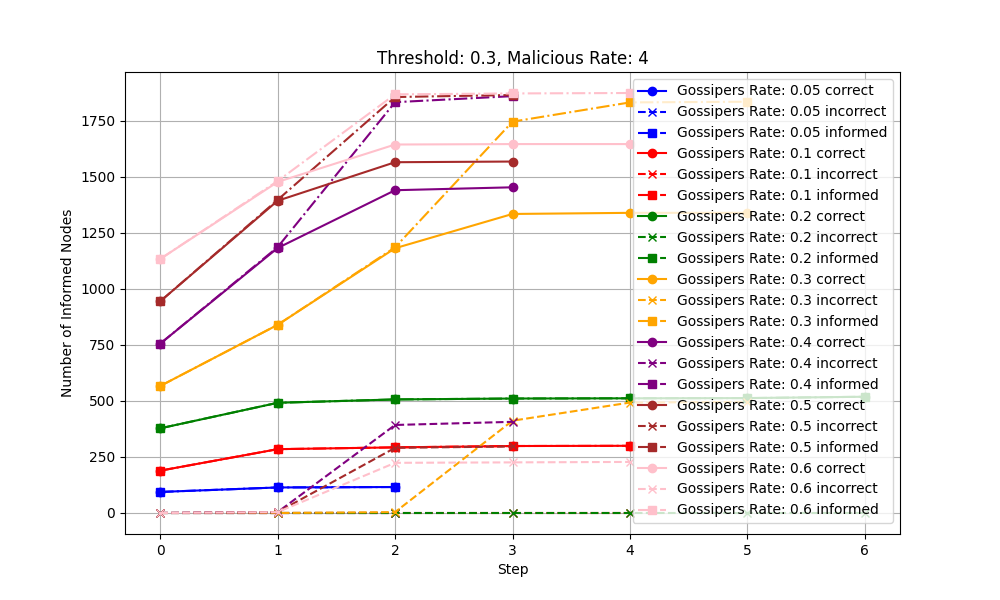 Threshold: 0.3, Malicious Rate: 4
Number of Informed Nodes
1750
1500
1250
1000
750
500
250
0
0 1 2 3 4 5 6
Step
Gossipers Rate: 0.05 correct
Gossipers Rate: 0.05 incorrect
Gossipers Rate: 0.05 informed
Gossipers Rate: 0.1 correct
Gossipers Rate: 0.1 incorrect
Gossipers Rate: 0.1 informed
Gossipers Rate: 0.2 correct
Gossipers Rate: 0.2 incorrect
Gossipers Rate: 0.2 informed
Gossipers Rate: 0.3 correct
Gossipers Rate: 0.3 incorrect
Gossipers Rate: 0.3 informed
Gossipers Rate: 0.4 correct
Gossipers Rate: 0.4 incorrect
Gossipers Rate: 0.4 informed
Gossipers Rate: 0.5 correct
Gossipers Rate: 0.5 incorrect
Gossipers Rate: 0.5 informed
Gossipers Rate: 0.6 correct
Gossipers Rate: 0.6 incorrect
Gossipers Rate: 0.6 informed